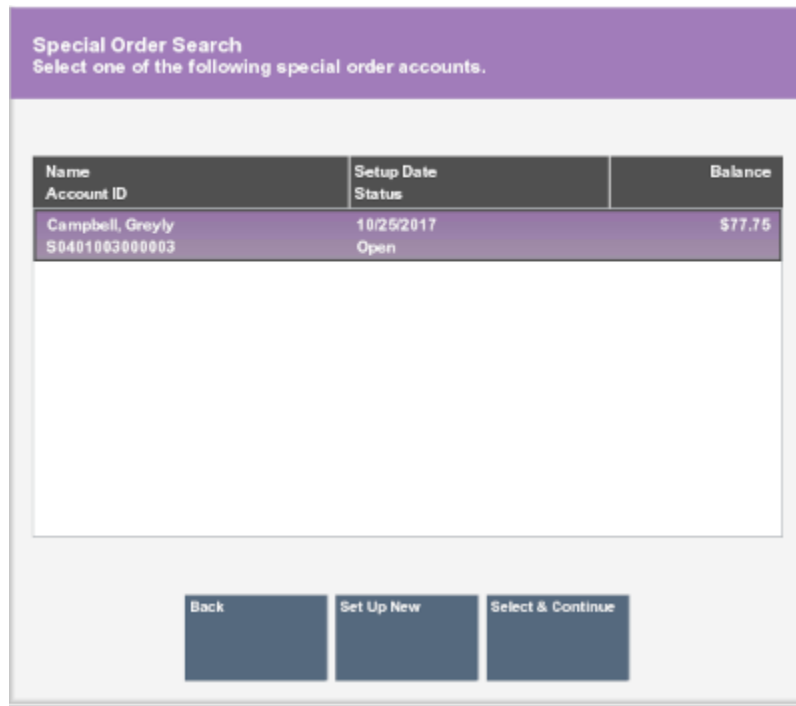 Special Order Search
Select one of the following special order accounts.
Name Setup Date Balance
Account ID Status
Campbell, Greyly 10/25/2017 $77.75
S0401003000003 Open
Back Set Up New Select & Continue